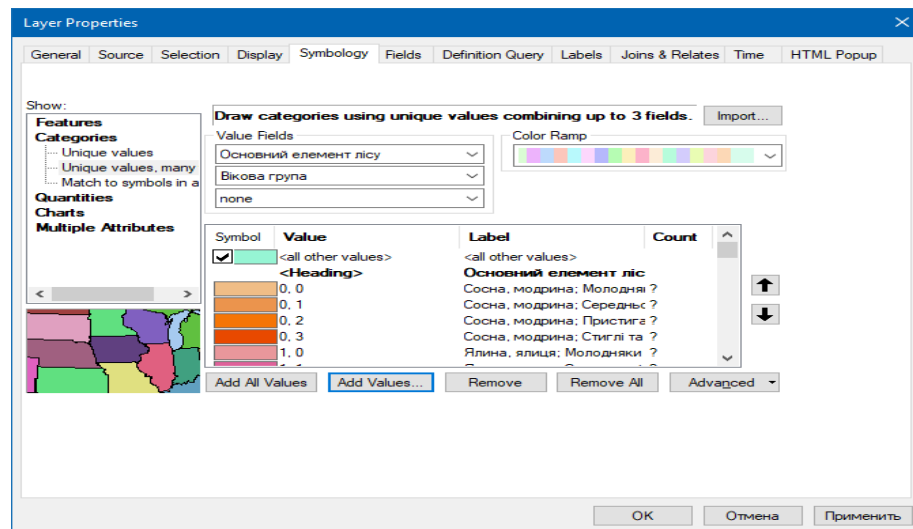 Layer Properties
General Source Selection Display Symbology Fields Definition Query Labels Joins & Relates Time HTML Popup
Show:
Features
Categories
Unique values
Unique values, many
Match to symbols in a
Quantities
Charts
Multiple Attributes
Draw categories using unique values combining up to 3 fields. Import...
Value Fields Color Ramp
Основний елемент лісу
Вікова група
none
Symbol Value Label Count
<all other values> <all other values>
<Heading> Основний елемент ліс
0, 0 Сосна, модрина; Молодняі ?
0, 1 Сосна, модрина; Середньс ?
0, 2 Сосна, модрина; Пристига ?
0, 3 Сосна, модрина; Стиглі та ?
1, 0 Ялина, ялиця; Молодняки ?
Add All Values Add Values... Remove Remove All Advanced
OK Отмена Применить